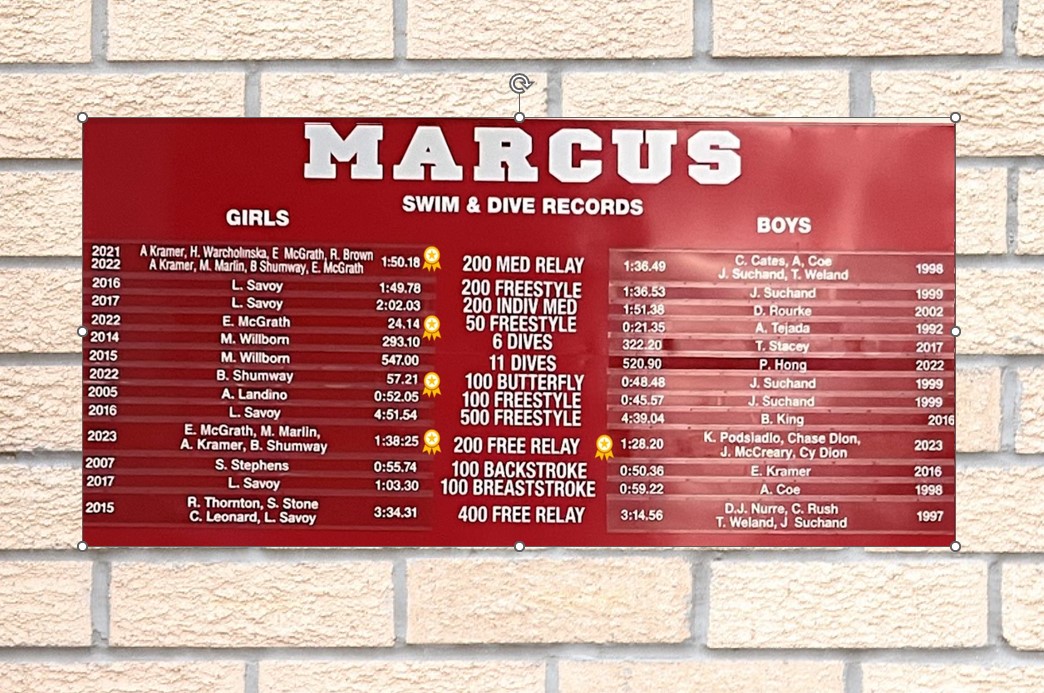 MARCUS
SWIM & DIVE RECORDS
GIRLS
BOYS
2021 A Kramer, H. Warcholinska, E McGrath, R. Brown
2022 A Kramer, M. Marlin, B Shumway, E. McGrath 1:50.18 200 MED RELAY 1:36.49 C. Cates, A, Coe
J. Suchand, T. Weland 1998
2016 L. Savoy 1:49.78 200 FREESTYLE 1:36.53 J. Suchand 1999
2017 L. Savoy 2:02.03 200 INDIV MED 1:51.38 D. Rourke 2002
2022 E. McGrath 24.14 50 FREESTYLE 0:21.35 A. Tejada 1992
2014 M. Willborn 293.10 6 DIVES 322.20 T. Stacey 2017
2015 M. Willborn 547.00 11 DIVES 520.90 P. Hong 2022
2022 B. Shumway 57.21 100 BUTTERFLY 0:48.48 J. Suchand 1999
2005 A. Landino 0:52.05 100 FREESTYLE 0:45.57 J. Suchand 1999
2016 L. Savoy 4:51.54 500 FREESTYLE 4:39.04 B. King 2016
2023 E. McGrath, M. Marlin,
A. Kramer, B. Shumway 1:38:25 200 FREE RELAY 1:28.20 K. Podsiadlo, Chase Dion,
J. McCreary, Cy Dion 2023
2007 S. Stephens 0:55.74 100 BACKSTROKE 0:50.36 E. Kramer 2016
2017 L. Savoy 1:03.30 100 BREASTSTROKE 0:59.22 A. Coe 1998
2015 R. Thornton, S. Stone
C. Leonard, L. Savoy 3:34.31 400 FREE RELAY 3:14.56 D.J. Nurre, C. Rush
T. Weland, J Suchand 1997